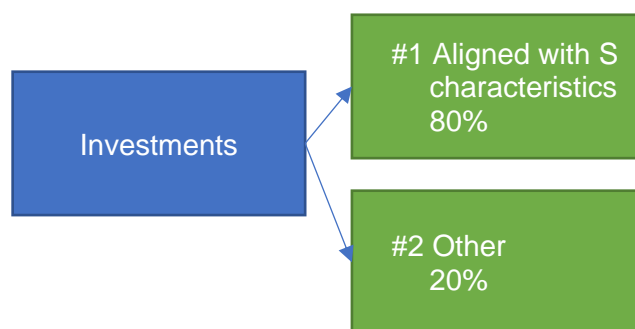 Investments
#1 Aligned with S
characteristics
80%
#2 Other
20%